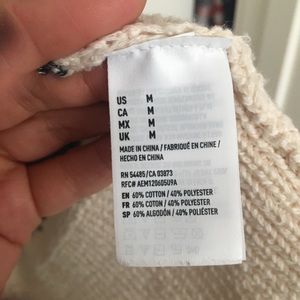 US M
CA M
MX M
UK M
MADE IN CHINA / FABRIQUÉ EN CHINE /
HECHO EN CHINA
RN 54485/CA 03873
RFC# AEM120605U9A
EN 60% COTTON / 40% POLYESTER
FR 60% COTON / 40% POLYESTER
SP 60% ALGODÓN / 40% POLIÉSTER